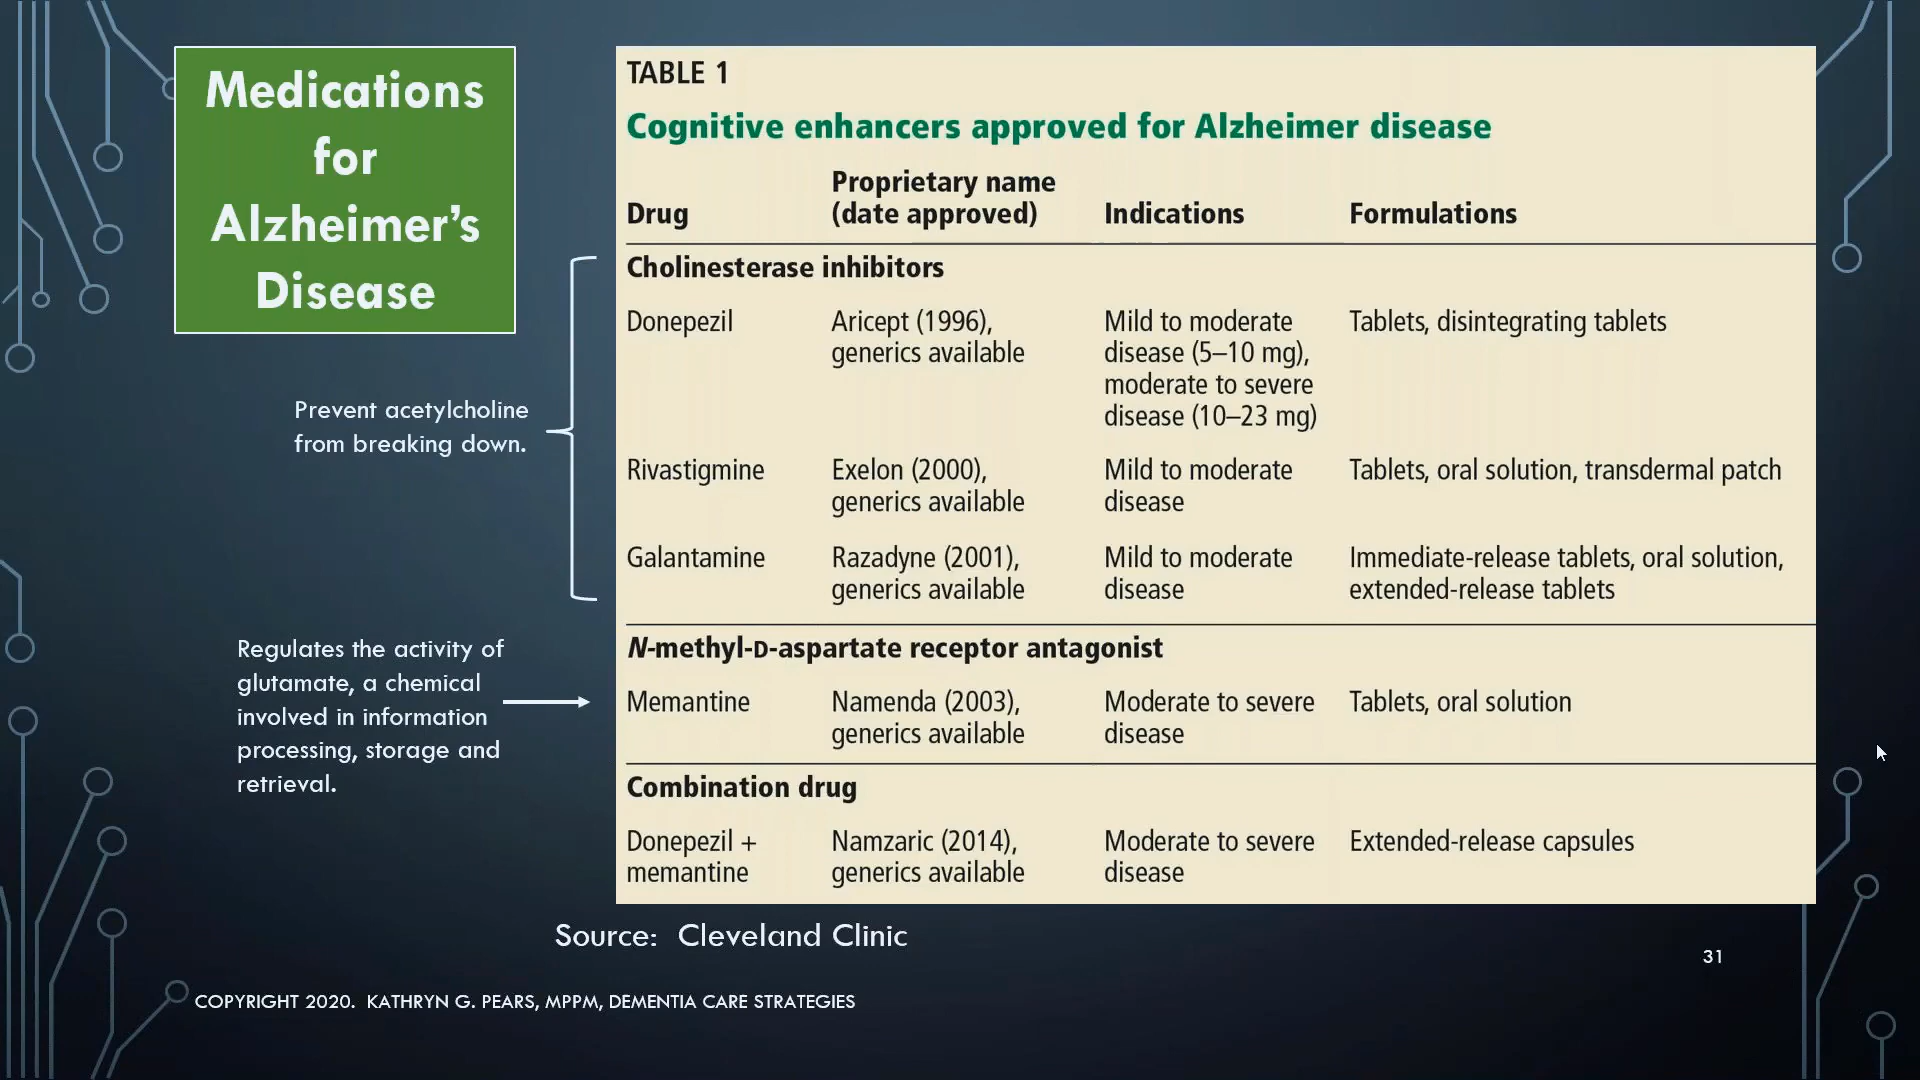 Medications
for
Alzheimer’s
Disease
Prevent acetylcholine
from breaking down.
Regulates the activity of
glutamate, a chemical
involved in information
processing, storage and
retrieval.
TABLE 1
Cognitive enhancers approved for Alzheimer disease
Drug Proprietary name (date approved) Indications Formulations
Cholinesterase inhibitors
Donepezil Aricept (1996), Mild to moderate Tablets, disintegrating tablets
generics available disease (5–10 mg),
moderate to severe
disease (10–23 mg)
Rivastigmine Exelon (2000), Mild to moderate Tablets, oral solution, transdermal patch
generics available disease
Galantamine Razadyne (2001), Mild to moderate Immediate-release tablets, oral solution,
generics available disease extended-release tablets
N-methyl-D-aspartate receptor antagonist
Memantine Namenda (2003), Moderate to severe Tablets, oral solution
generics available disease
Combination drug
Donepezil + Namzaric (2014), Moderate to severe Extended-release capsules
memantine generics available disease
Source: Cleveland Clinic
31
COPYRIGHT 2020. KATHRYN G. PEARS, MPPM, DEMENTIA CARE STRATEGIES